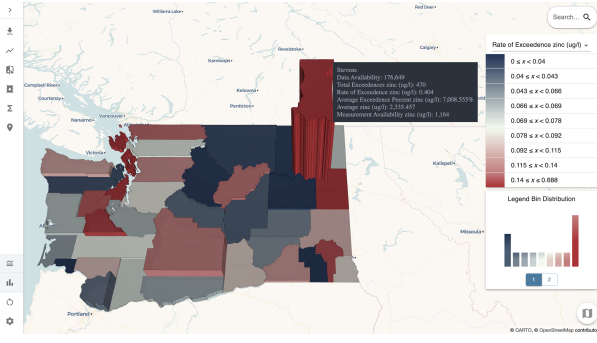 Williams Lake
Red Deer
Search...
Revelstoke
Calgary
Rate of Exceedence zinc (ug/l)
Kamloops
0 ≤ x < 0.04
0.04 ≤ x < 0.043
0.043 ≤ x < 0.066
0.066 ≤ x < 0.069
0.069 ≤ x < 0.078
0.078 ≤ x < 0.092
0.092 ≤ x < 0.115
0.115 ≤ x < 0.14
0.14 ≤ x ≤ 0.688
Stevens
Data Availability: 176,649
Total Exceedences zinc (ug/l): 470
Rate of Exceedence zinc (ug/l): 0.404
Average Exceedence Percent zinc (ug/l): 7,008.555%
Average zinc (ug/l): 2,335.457
Measurement Availability zinc (ug/l): 1,164
Campbell River
Kelowna
Courtenay
Penticton
Nanaimo
Vancouver
Victoria
Kalispell
Legend Bin Distribution
Missoula
1 2
Portland
© CARTO, © OpenStreetMap contributo